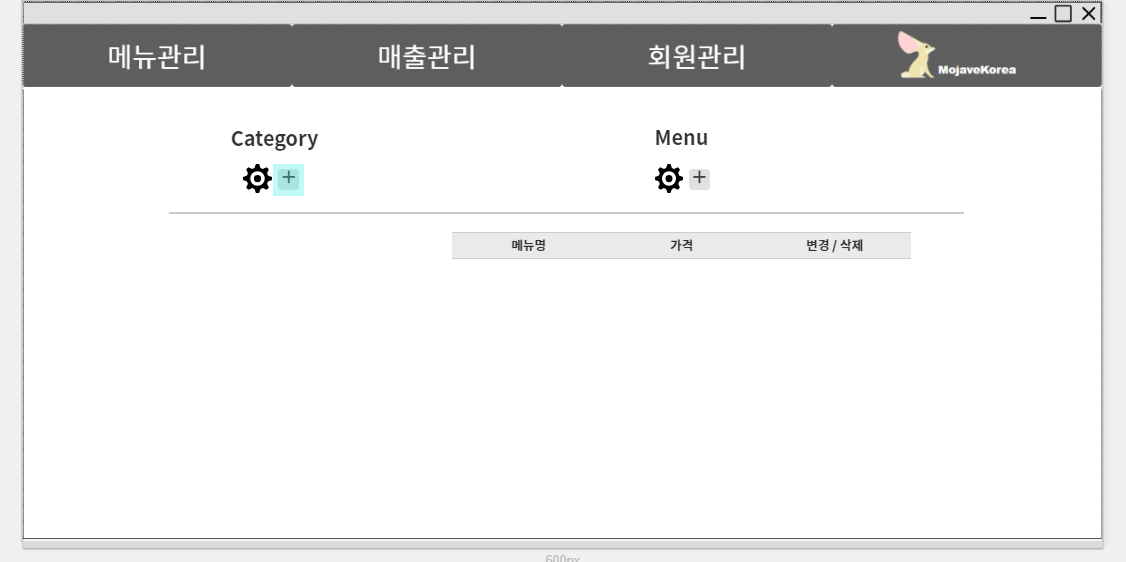 메뉴관리 매출관리 회원관리 MojaveKorea
Category Menu
+ +
메뉴명 가격 변경 / 삭제
600px